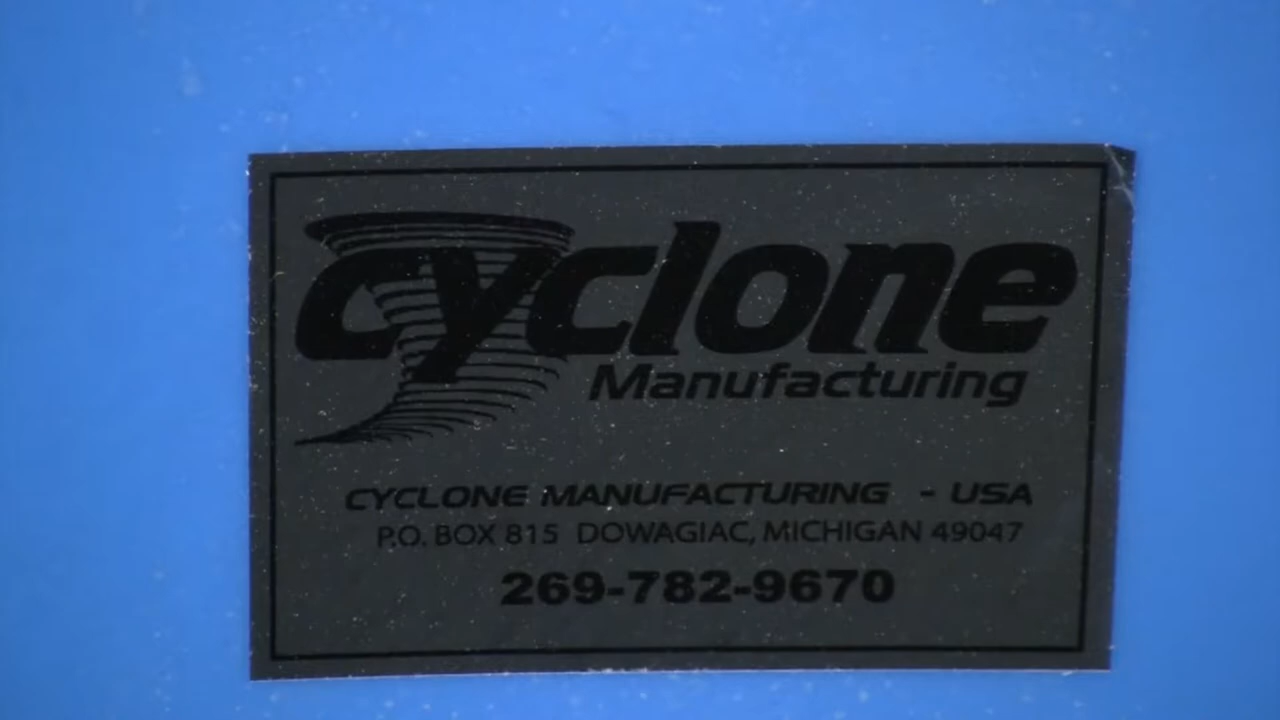 cyclone
Manufacturing
CYCLONE MANUFACTURING - USA
P.O. BOX 815 DOWAGIAC, MICHIGAN 49047
269-782-9670